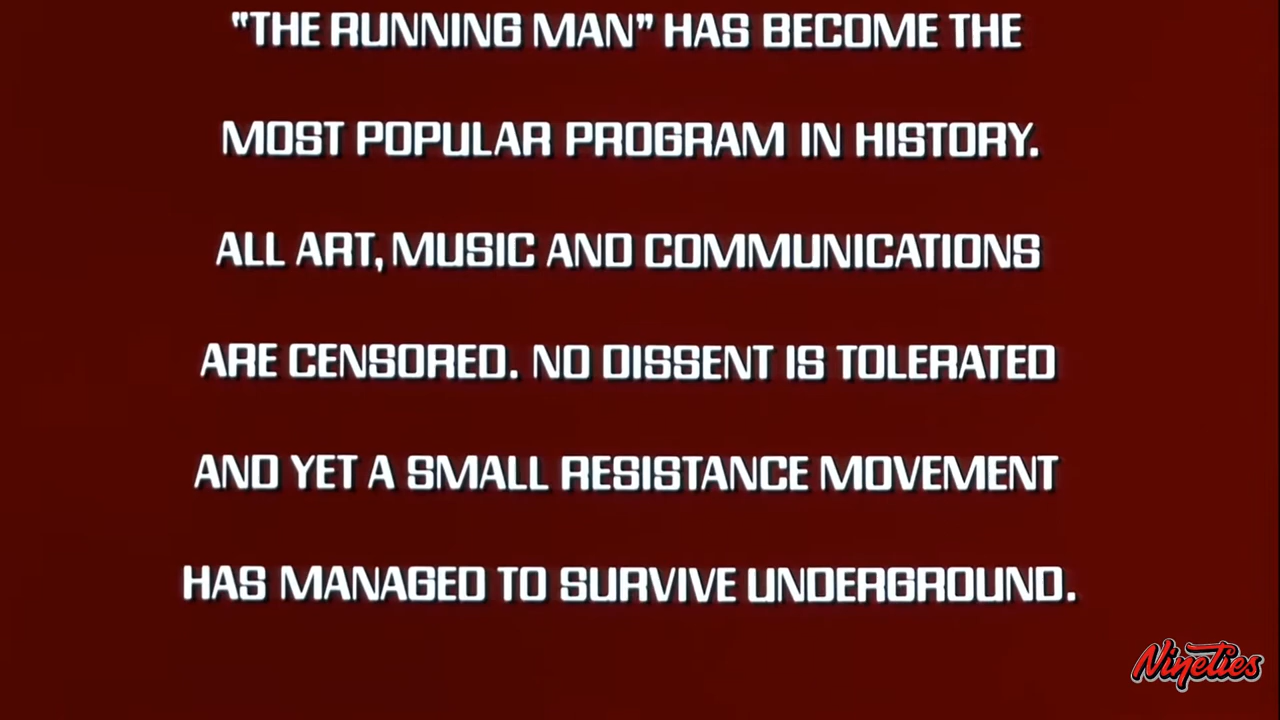 “THE RUNNING MAN” HAS BECOME THE
MOST POPULAR PROGRAM IN HISTORY.
ALL ART, MUSIC AND COMMUNICATIONS
ARE CENSORED. NO DISSENT IS TOLERATED
AND YET A SMALL RESISTANCE MOVEMENT
HAS MANAGED TO SURVIVE UNDERGROUND.
Nineties